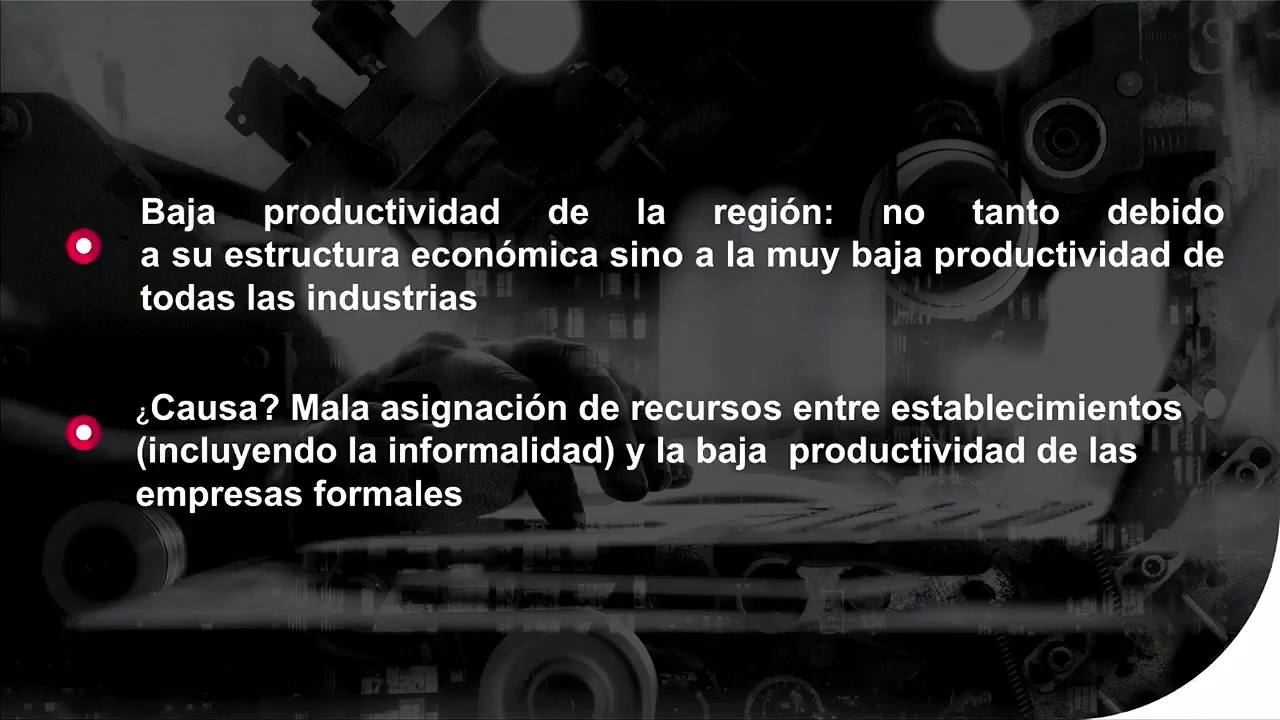 Baja productividad de la región: no tanto debido
a su estructura económica sino a la muy baja productividad de
todas las industrias
¿Causa? Mala asignación de recursos entre establecimientos
(incluyendo la informalidad) y la baja  productividad de las
empresas formales